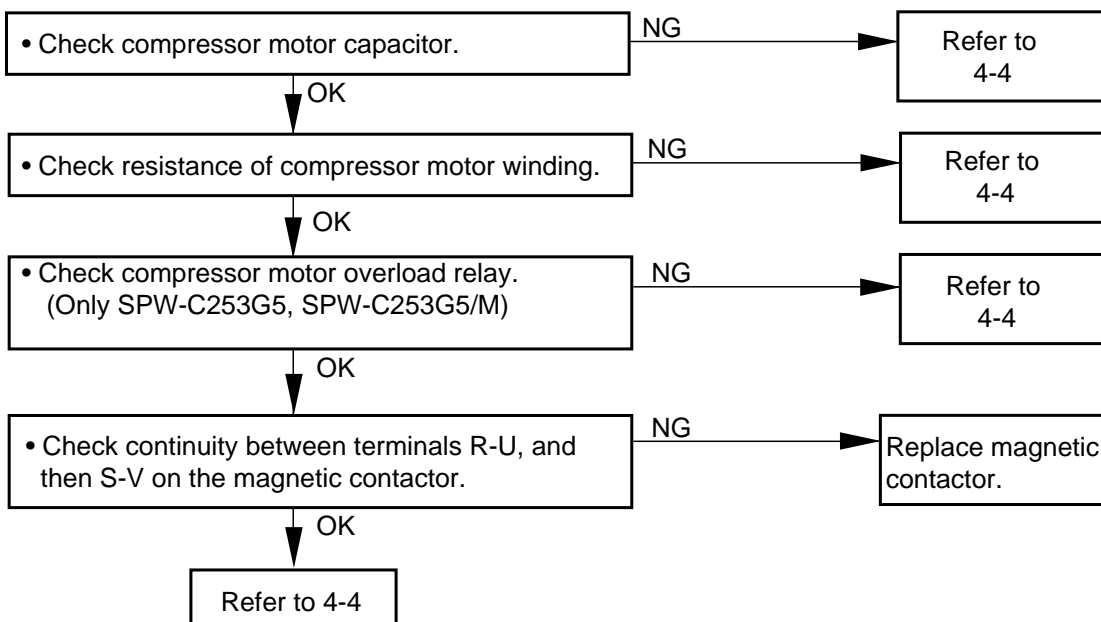 • Check compressor motor capacitor.
NG
Refer to
4-4
OK
• Check resistance of compressor motor winding.
NG
Refer to
4-4
OK
• Check compressor motor overload relay.
(Only SPW-C253G5, SPW-C253G5/M)
NG
Refer to
4-4
OK
• Check continuity between terminals R-U, and
then S-V on the magnetic contactor.
NG
Replace magnetic
contactor.
OK
Refer to 4-4